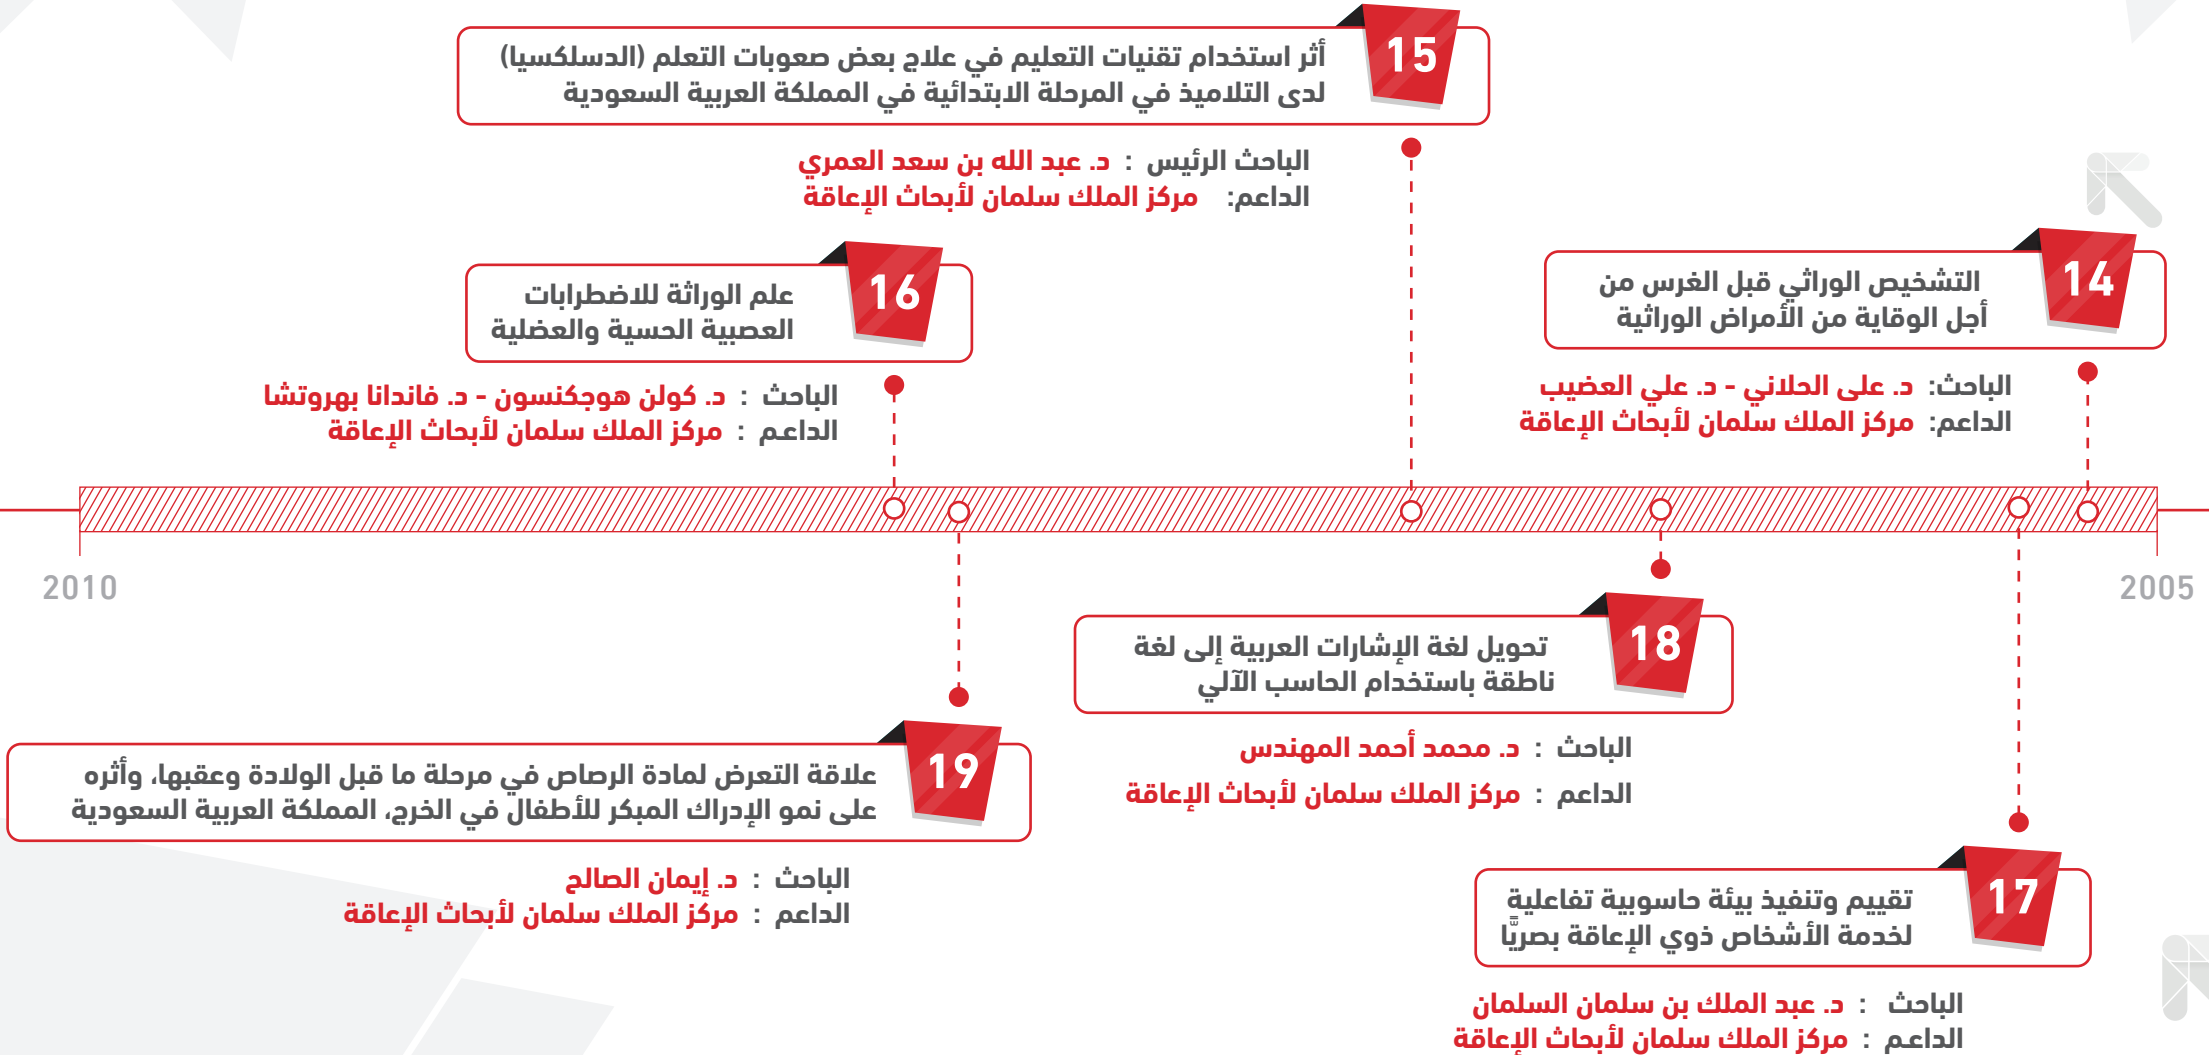 14
التشخيص الوراثي قبل الغرس من
أجل الوقاية من الأمراض الوراثية
الباحث: د. على الحلاني - د. علي العضيب
الداعم: مركز الملك سلمان لأبحاث الإعاقة
15
أثر استخدام تقنيات التعليم في علاج بعض صعوبات التعلم (الدسلكسيا)
لدى التلاميذ في المرحلة الابتدائية في المملكة العربية السعودية
الباحث الرئيس : د. عبد الله بن سعد العمري
الداعم: مركز الملك سلمان لأبحاث الإعاقة
16
علم الوراثة للاضطرابات
العصبية الحسية والعضلية
الباحث : د. كولن هوجكنسون - د. فاندانا بهروتشا
الداعم : مركز الملك سلمان لأبحاث الإعاقة
2005
2010
17
تقييم وتنفيذ بيئة حاسوبية تفاعلية
لخدمة الأشخاص ذوي الإعاقة بصريًّا
الباحث : د. عبد الملك بن سلمان السلمان
الداعم : مركز الملك سلمان لأبحاث الإعاقة
18
تحويل لغة الإشارات العربية إلى لغة
ناطقة باستخدام الحاسب الآلي
الباحث : د. محمد أحمد المهندس
الداعم : مركز الملك سلمان لأبحاث الإعاقة
19
علاقة التعرض لمادة الرصاص في مرحلة ما قبل الولادة وعقبها، وأثره
على نمو الإدراك المبكر للأطفال في الخرج، المملكة العربية السعودية
الباحث : د. إيمان الصالح
الداعم : مركز الملك سلمان لأبحاث الإعاقة